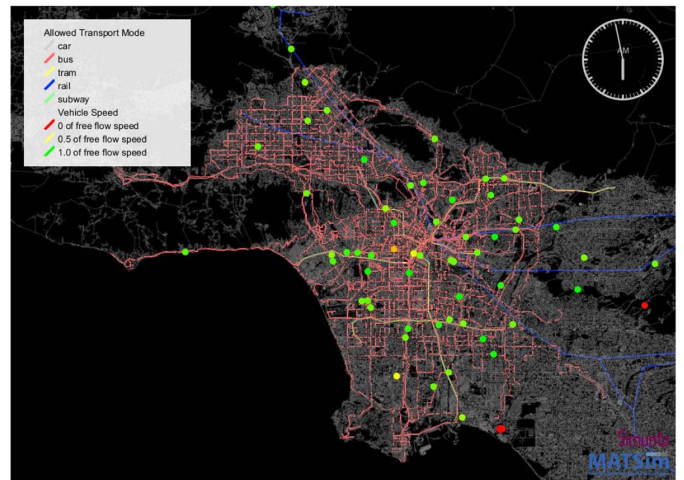 Allowed Transport Mode
car
bus
tram
rail
subway
Vehicle Speed
0 of free flow speed
0.5 of free flow speed
1.0 of free flow speed
AM
MATSim